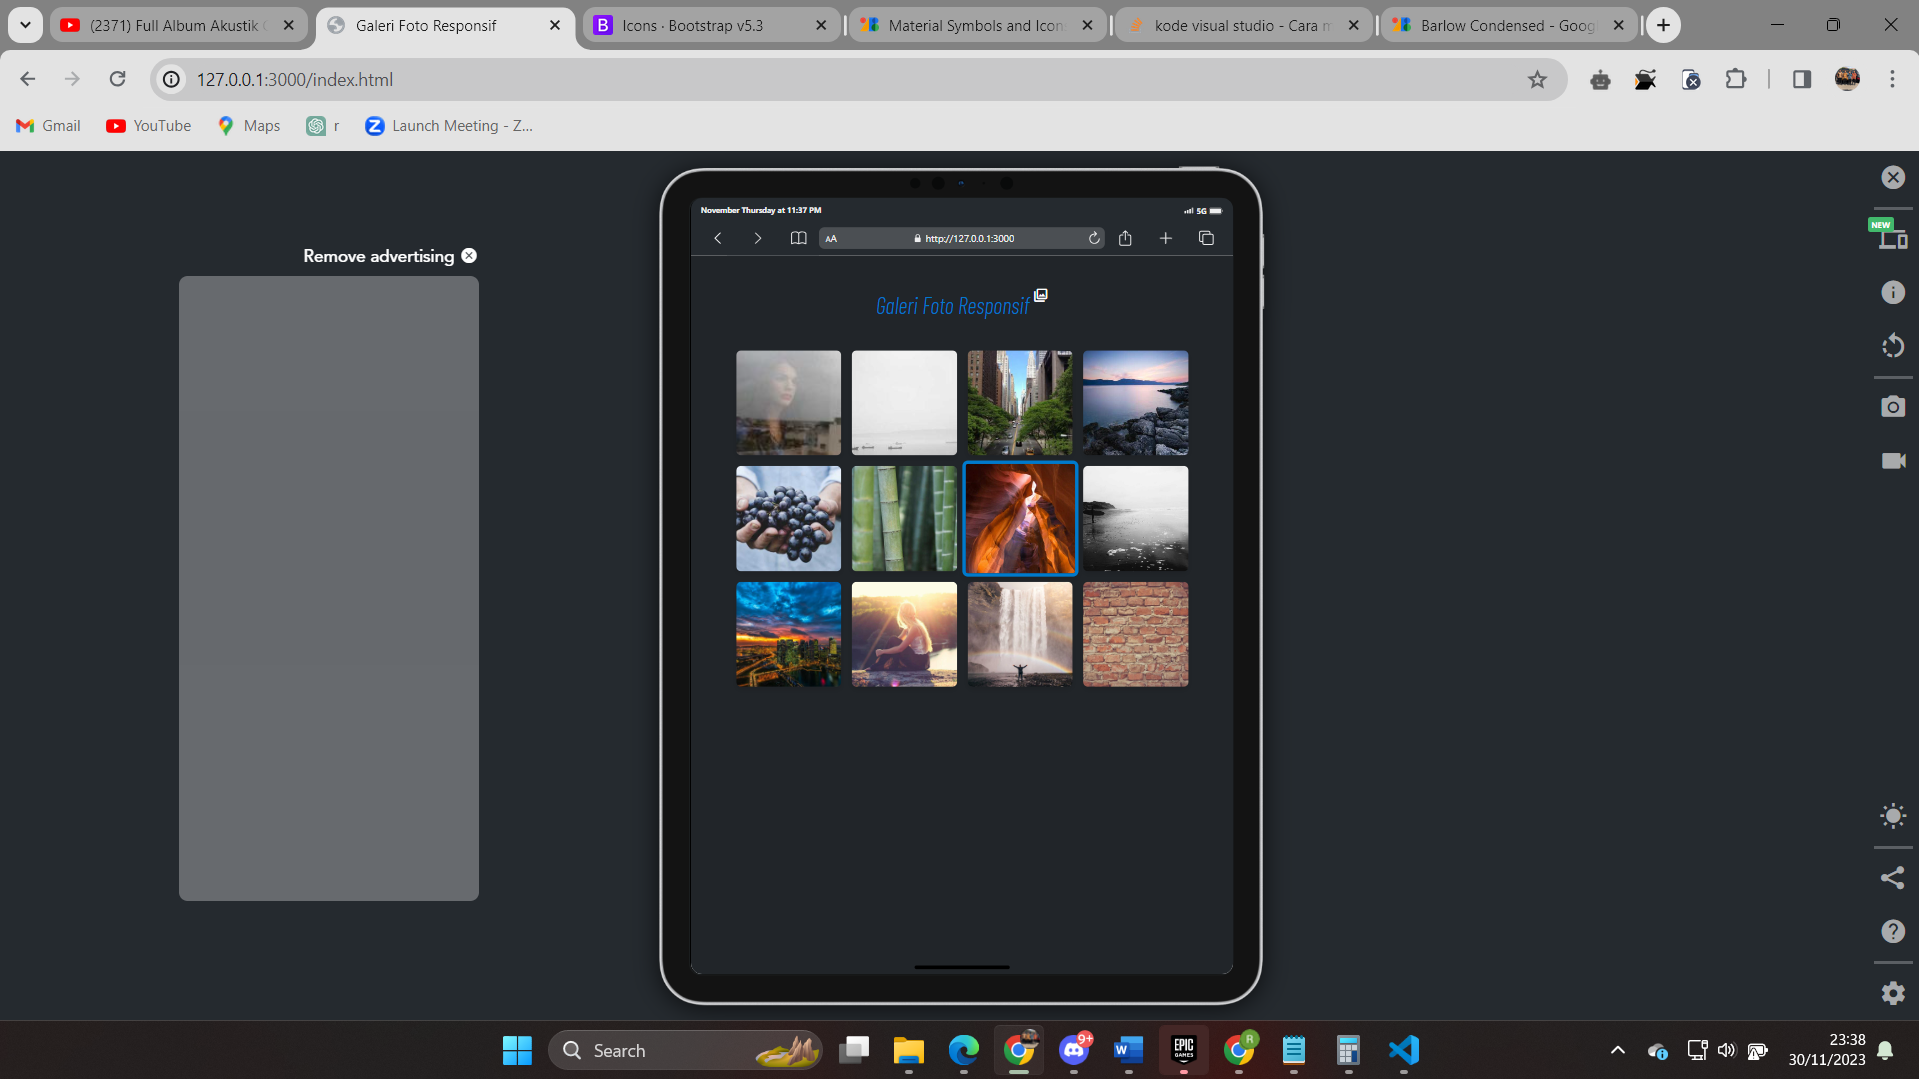 (2371) Full Album Akustik
Galeri Foto Responsif
Icons · Bootstrap v5.3
Material Symbols and Icon
kode visual studio - Cara m
Barlow Condensed - Goog
127.0.0.1:3000/index.html
Gmail
YouTube
Maps
r
Launch Meeting - Z...
November Thursday at 11:37 PM
5G
AA
http://127.0.0.1:3000
NEW
Remove advertising
Galeri Foto Responsif
Search
9+
EPIC
GAMES
R
23:38
30/11/2023